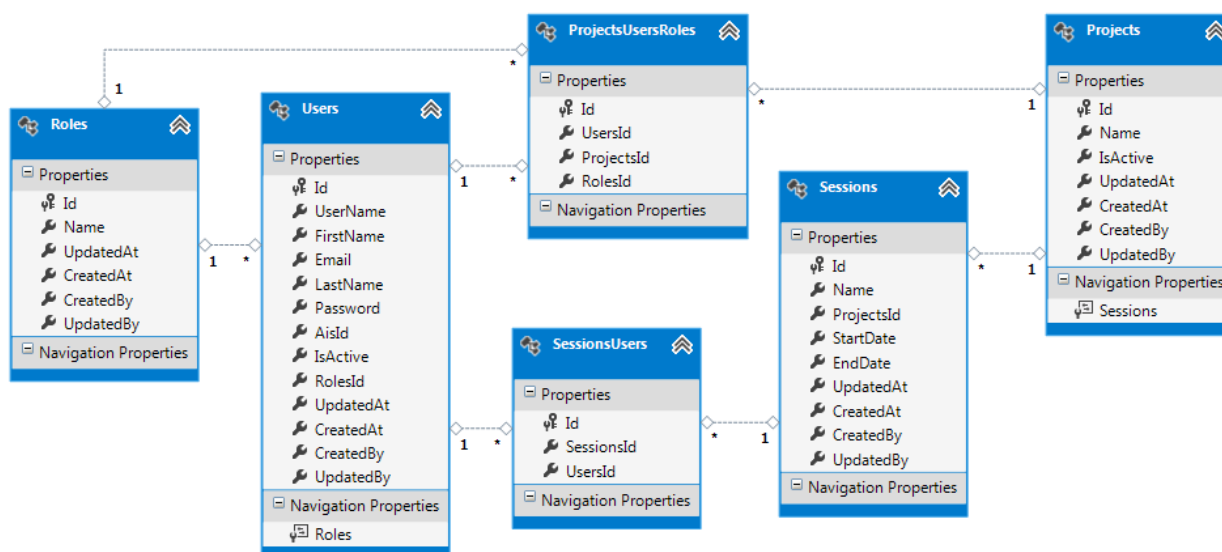 ProjectsUsersRoles
Properties
Id
UsersId
ProjectsId
RolesId
Navigation Properties
Projects
Properties
Id
Name
IsActive
UpdatedAt
CreatedAt
CreatedBy
UpdatedBy
Navigation Properties
Sessions
Roles
Properties
Id
Name
UpdatedAt
CreatedAt
CreatedBy
UpdatedBy
Navigation Properties
Users
Properties
Id
UserName
FirstName
Email
LastName
Password
AisId
IsActive
RolesId
UpdatedAt
CreatedAt
CreatedBy
UpdatedBy
Navigation Properties
Roles
SessionsUsers
Properties
Id
SessionsId
UsersId
Navigation Properties
Sessions
Properties
Id
Name
ProjectsId
StartDate
EndDate
UpdatedAt
CreatedAt
CreatedBy
UpdatedBy
Navigation Properties
1
*
1
*
1
*
*
1
*
1
1
*
*
1